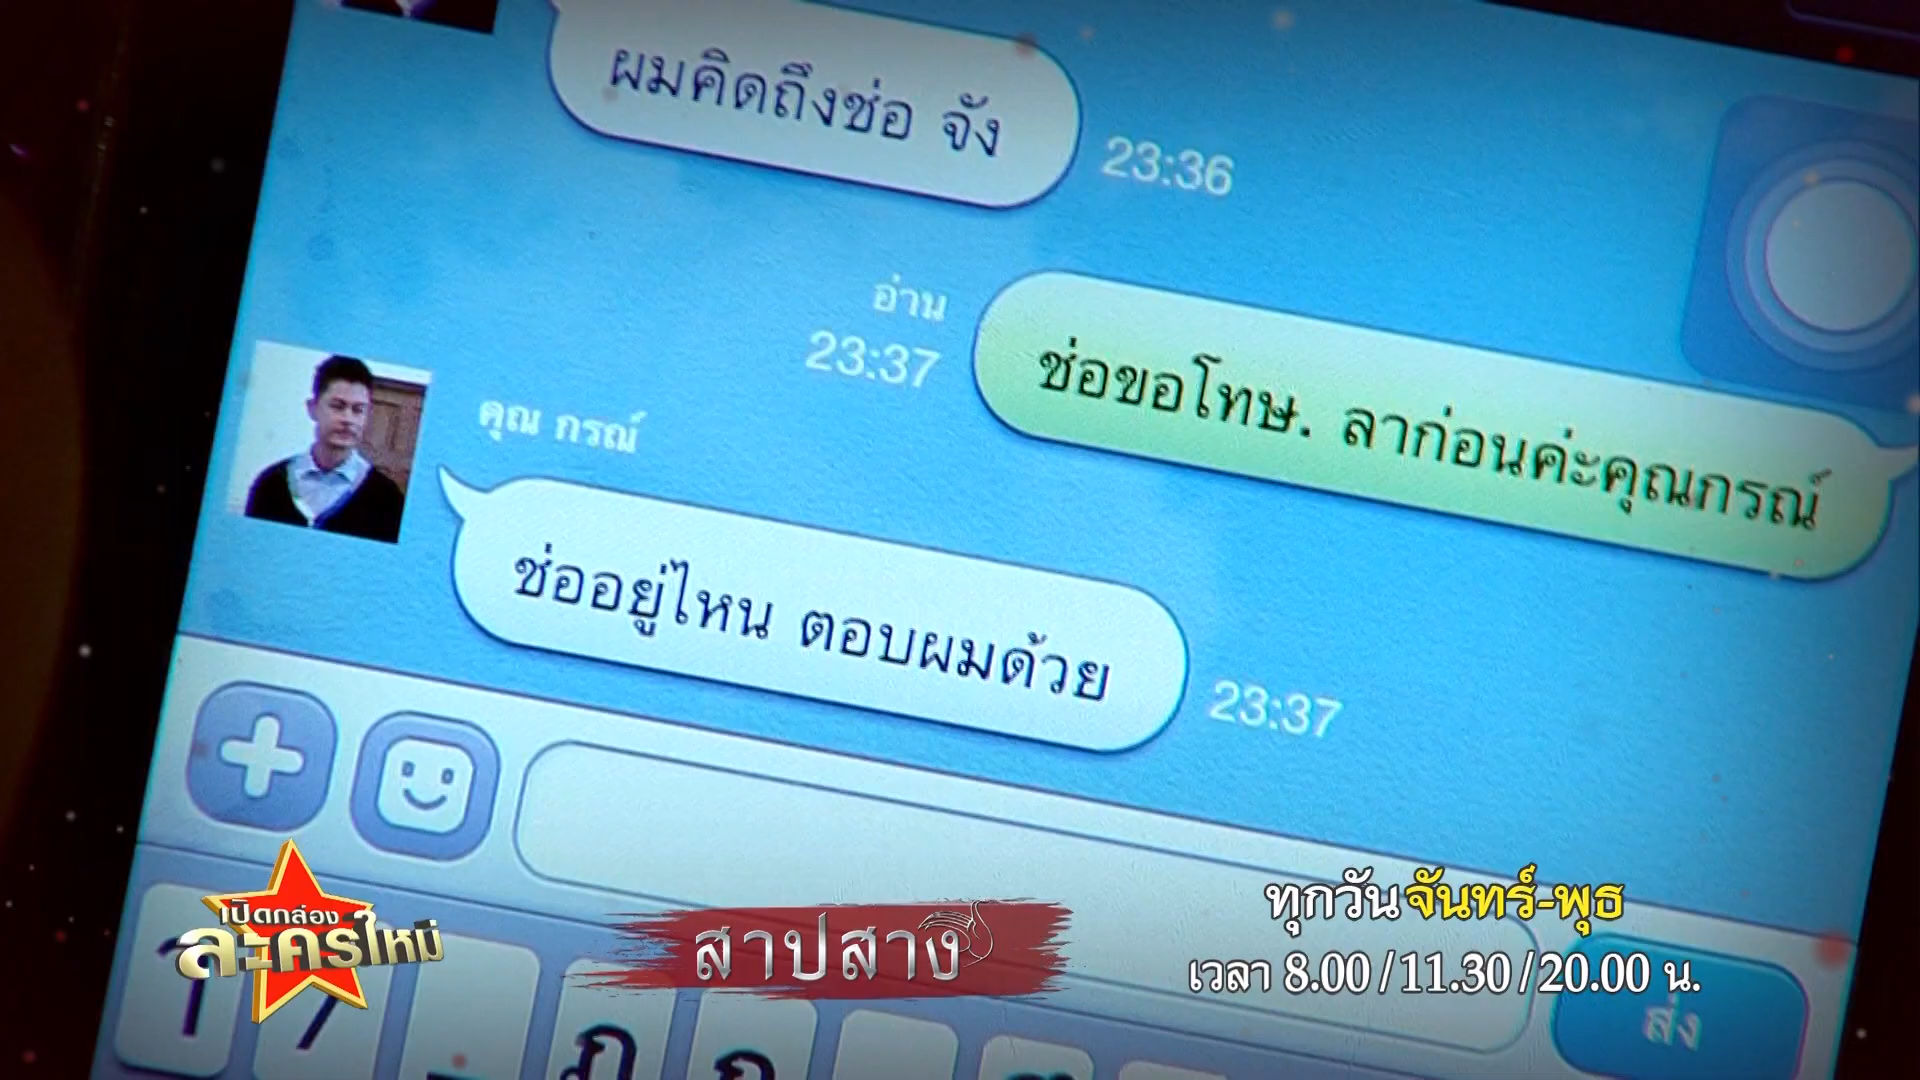 ผมคิดถึงช่อ จัง
23:36
อ่าน
23:37
ช่อขอโทษ. ลาก่อนค่ะคุณกรณ์
คุณ กรณ์
ช่ออยู่ไหน ตอบผมด้วย
23:37
เปิดกล่อง
ละครใหม่
สาปสาง
ทุกวันจันทร์-พุธ
เวลา 8.00/11.30/20.00 น.
ส่ง